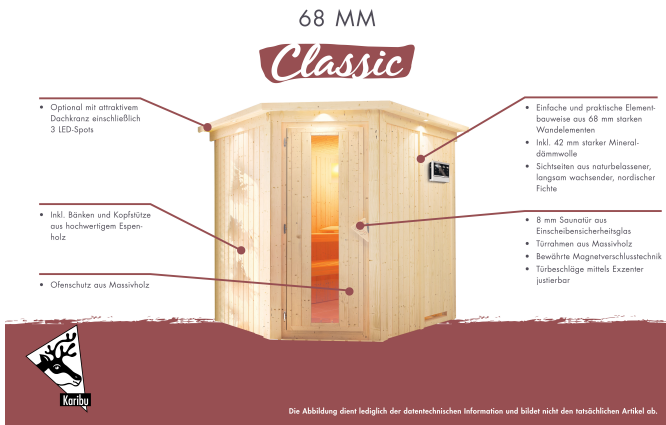 68 MM
Classic
• Optional mit attraktivem
Dachkranz einschließlich
3 LED-Spots
• Inkl. Bänken und Kopfstütze
aus hochwertigem Espen-
holz
• Ofenschutz aus Massivholz
• Einfache und praktische Element-
bauweise aus 68 mm starken
Wandelementen
• Inkl. 42 mm starker Mineral-
dämmwolle
• Sichtseiten aus naturbelassener,
langsam wachsender, nordischer
Fichte
• 8 mm Saunatür aus
Einscheibensicherheitsglas
• Türrahmen aus Massivholz
• Bewährte Magnetverschlusstechnik
• Türbeschläge mittels Exzenter
justierbar
Karibu
Die Abbildung dient lediglich der datentechnischen Information und bildet nicht den tatsächlichen Artikel ab.